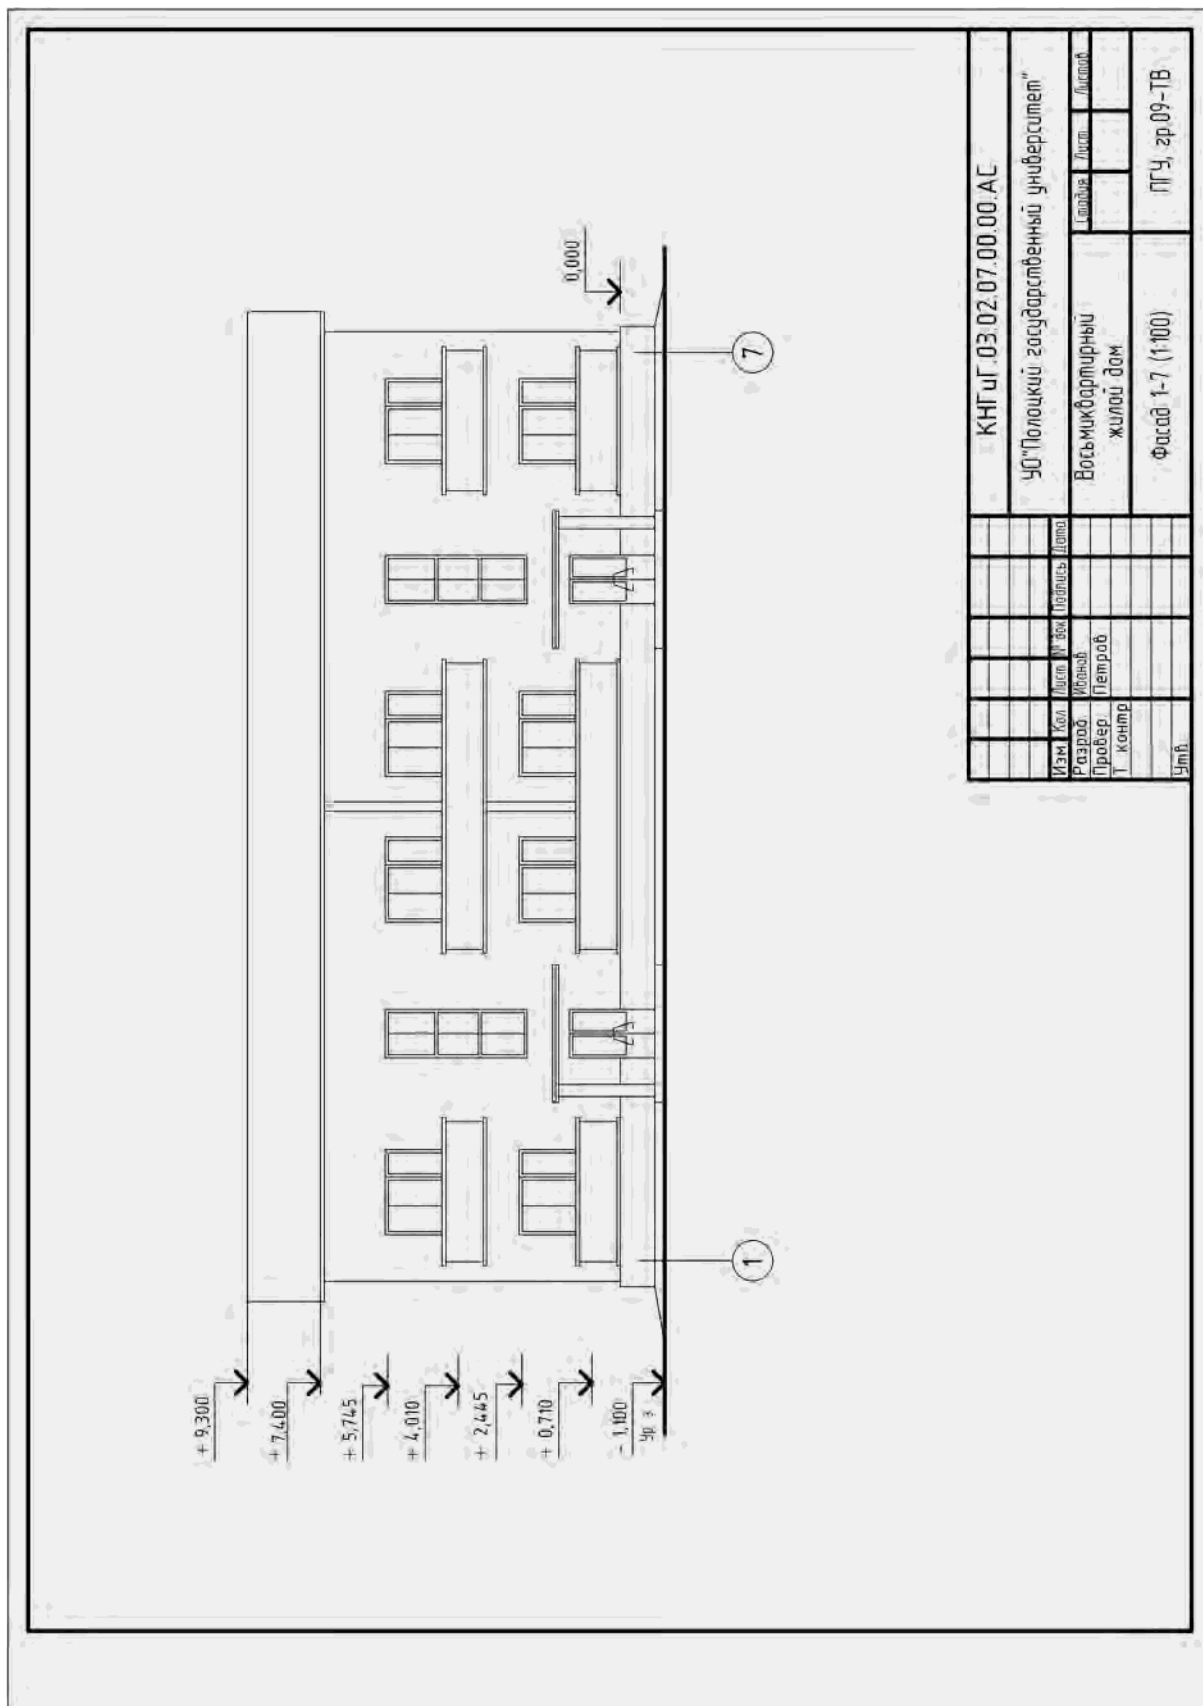 + 9,300
+ 7,400
+ 5,745
+ 4,010
+ 2,445
+ 0,710
- 1,100
Ур. з
0,000
1
7
КНГиГ.03.02.07.00.00.АС
УО"Полоцкий государственный университет"
Изм. Кол. Лист № док. Подпись Дата
Разраб. Иванов
Провер. Петров
Т. контр
Утв.
Восьмиквартирный
жилой дом
Стадия Лист Листов
Фасад 1-7 (1:100)
ПГУ, гр.09-ТВ